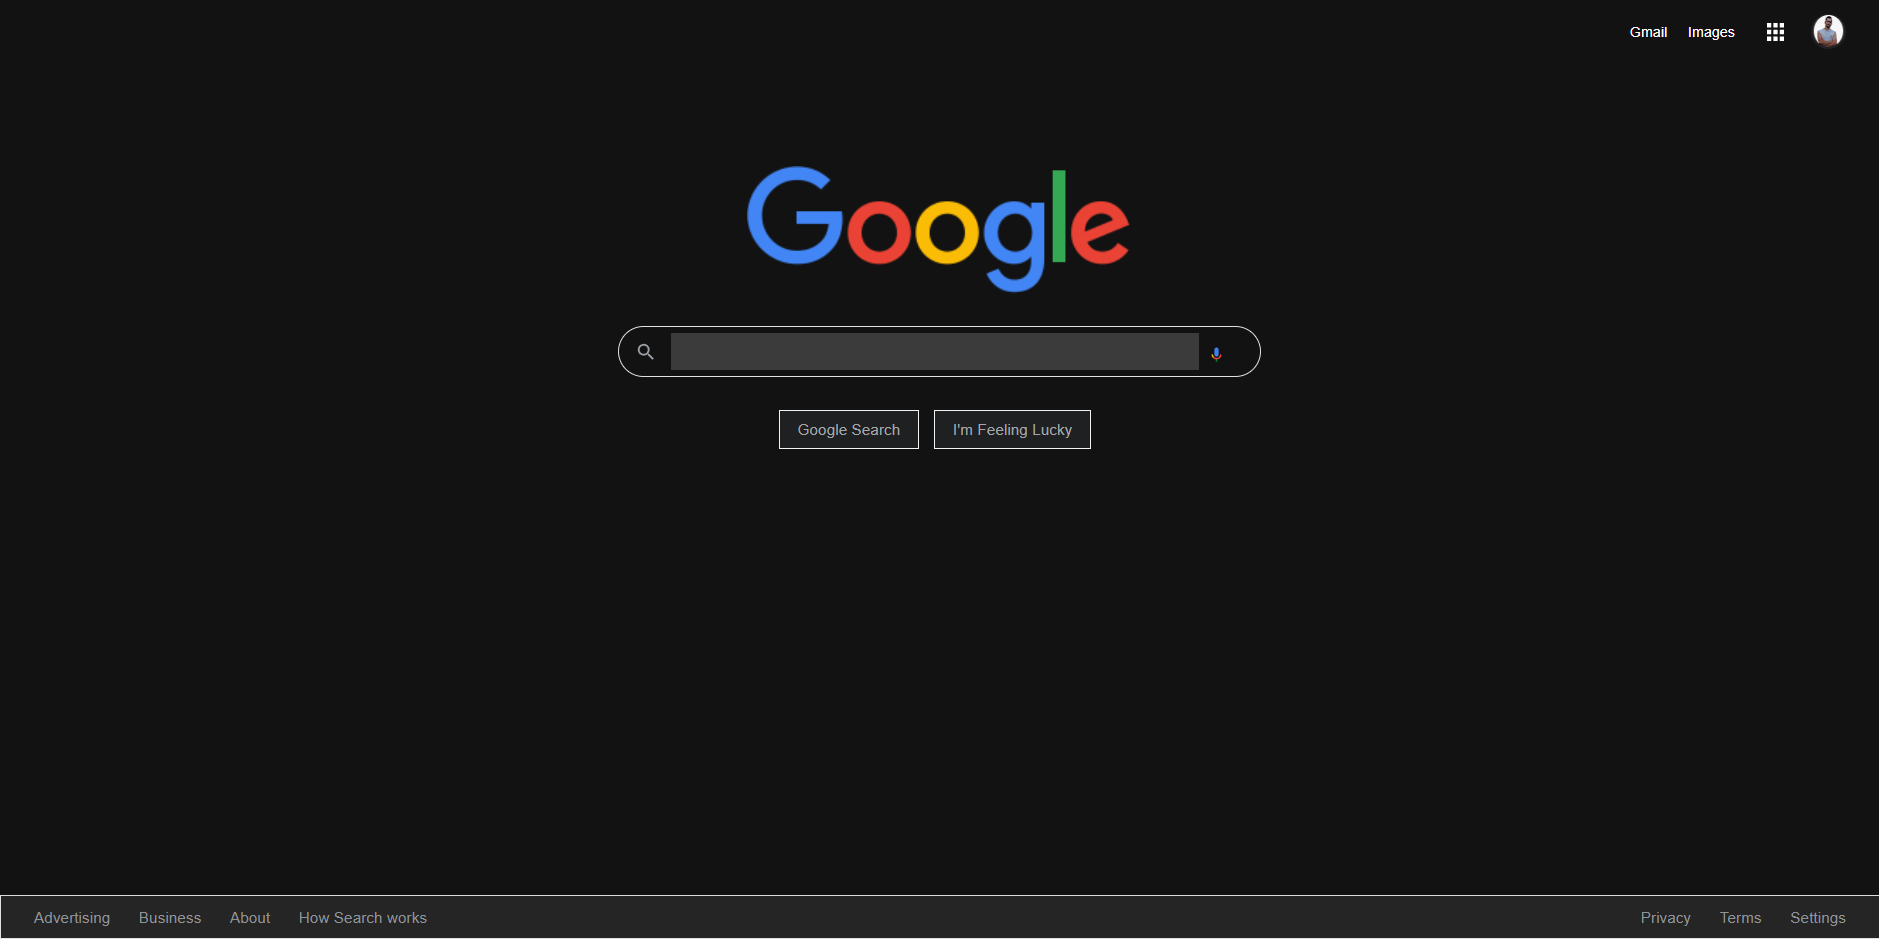 Gmail Images
Google
Google Search I'm Feeling Lucky
Advertising Business About How Search works Privacy Terms Settings